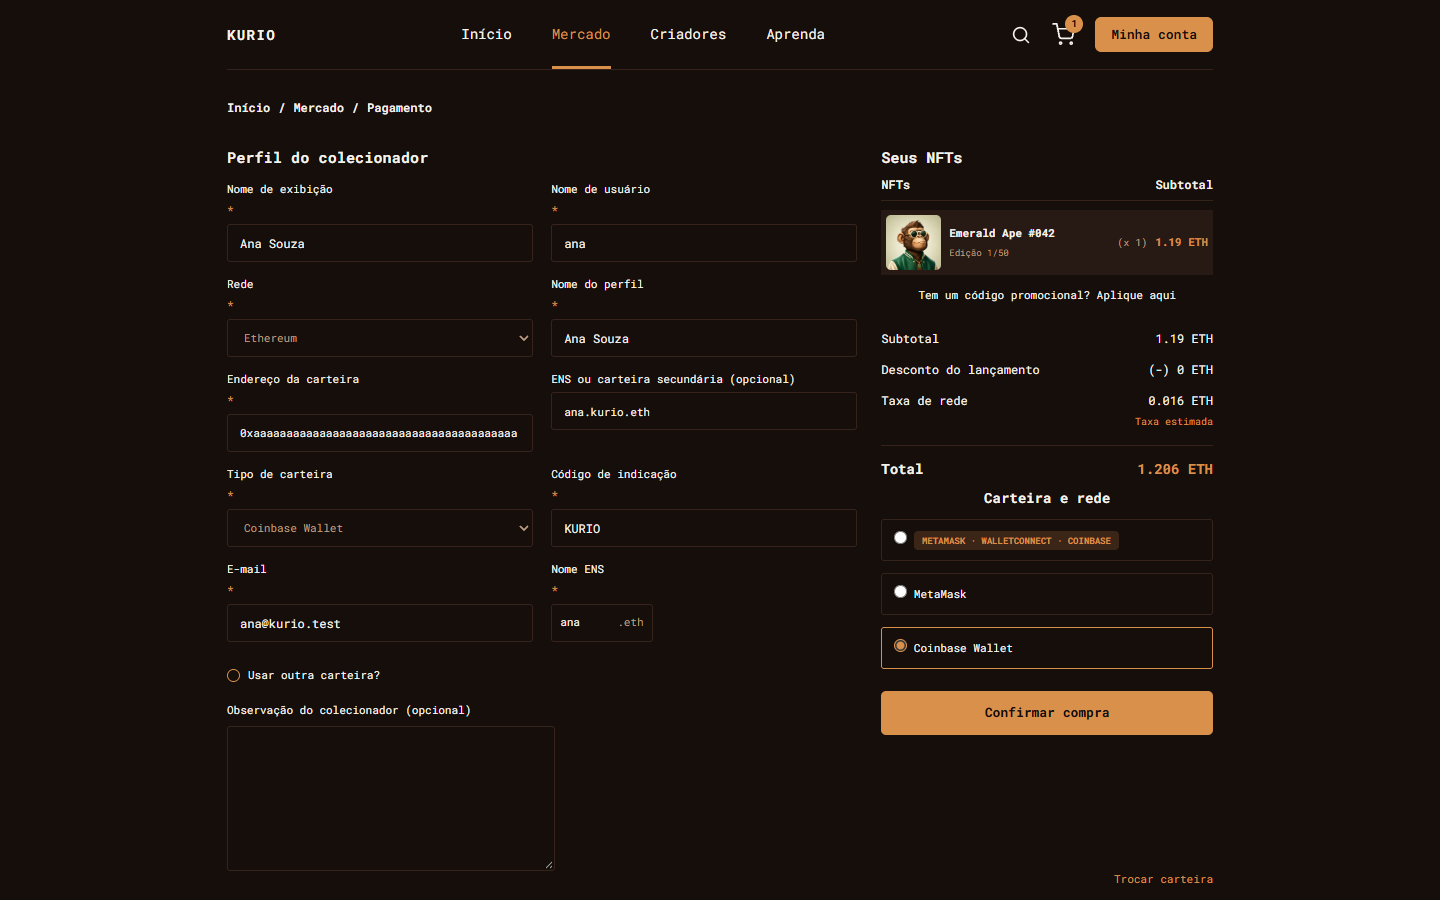 KURIO
Início
Mercado
Criadores
Aprenda
1
Minha conta
Início / Mercado / Pagamento
Perfil do colecionador
Nome de exibição
*
Ana Souza
Nome de usuário
*
ana
Rede
*
Ethereum
Nome do perfil
*
Ana Souza
Endereço da carteira
*
0xaaaaaaaaaaaaaaaaaaaaaaaaaaaaaaaaaaaaaaaa
ENS ou carteira secundária (opcional)
ana.kurio.eth
Tipo de carteira
*
Coinbase Wallet
Código de indicação
*
KURIO
E-mail
*
ana@kurio.test
Nome ENS
*
ana .eth
Usar outra carteira?
Observação do colecionador (opcional)
Seus NFTs
NFTs Subtotal
Emerald Ape #042
Edição 1/50
(x 1) 1.19 ETH
Tem um código promocional? Aplique aqui
Subtotal 1.19 ETH
Desconto do lançamento (-) 0 ETH
Taxa de rede 0.016 ETH
Taxa estimada
Total 1.206 ETH
Carteira e rede
METAMASK · WALLETCONNECT · COINBASE
MetaMask
Coinbase Wallet
Confirmar compra
Trocar carteira